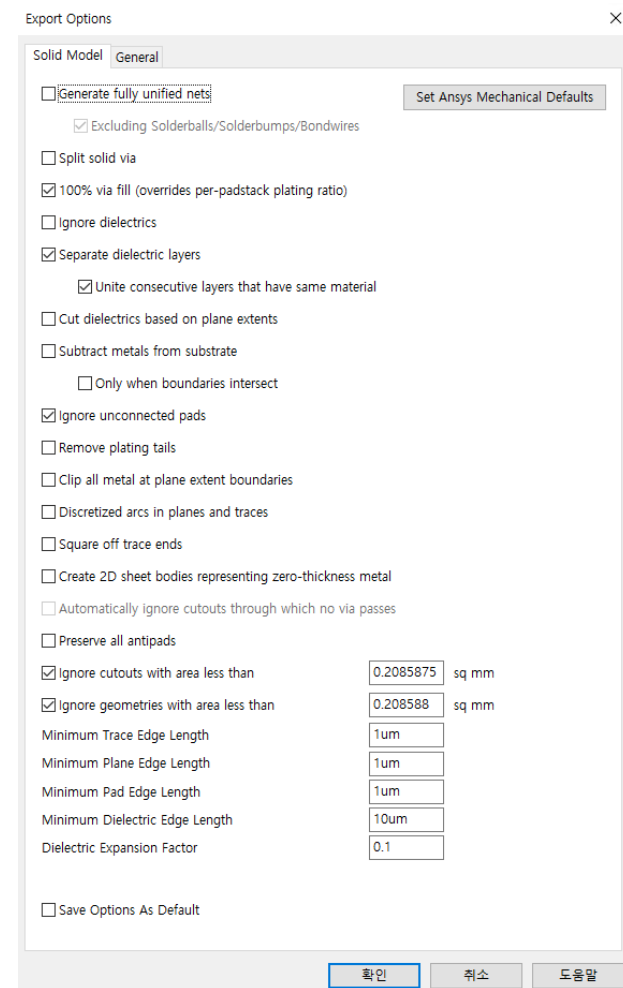 Export Options
Solid Model General
Generate fully unified nets Set Ansys Mechanical Defaults
Excluding Solderballs/Solderbumps/Bondwires
Split solid via
100% via fill (overrides per-padstack plating ratio)
Ignore dielectrics
Separate dielectric layers
Unite consecutive layers that have same material
Cut dielectrics based on plane extents
Subtract metals from substrate
Only when boundaries intersect
Ignore unconnected pads
Remove plating tails
Clip all metal at plane extent boundaries
Discretized arcs in planes and traces
Square off trace ends
Create 2D sheet bodies representing zero-thickness metal
Automatically ignore cutouts through which no via passes
Preserve all antipads
Ignore cutouts with area less than 0.2085875 sq mm
Ignore geometries with area less than 0.208588 sq mm
Minimum Trace Edge Length 1um
Minimum Plane Edge Length 1um
Minimum Pad Edge Length 1um
Minimum Dielectric Edge Length 10um
Dielectric Expansion Factor 0.1
Save Options As Default
확인 취소 도움말